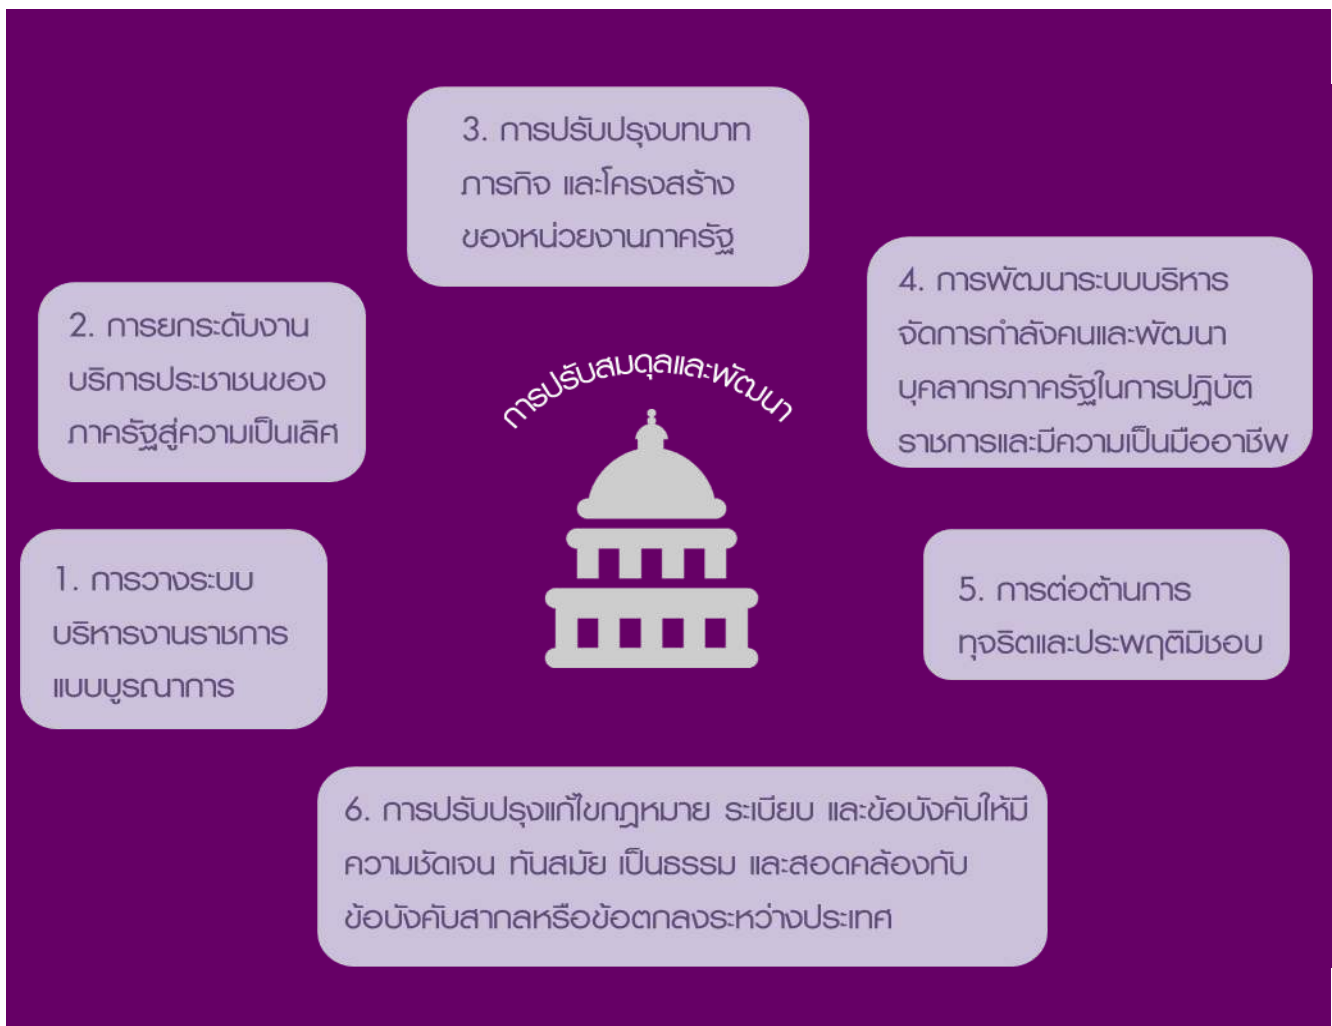 3. การปรับปรุงบทบาท
ภารกิจ และโครงสร้าง
ของหน่วยงานภาครัฐ
4. การพัฒนาระบบบริหาร
จัดการกำลังคนและพัฒนา
บุคลากรภาครัฐในการปฏิบัติ
ราชการและมีความเป็นมืออาชีพ
2. การยกระดับงาน
บริการประชาชนของ
ภาครัฐสู่ความเป็นเลิศ
การปรับสมดุลและพัฒนา
1. การวางระบบ
บริหารงานราชการ
แบบบูรณาการ
5. การต่อต้านการ
ทุจริตและประพฤติมิชอบ
6. การปรับปรุงแก้ไขกฎหมาย ระเบียบ และข้อบังคับให้มี
ความชัดเจน ทันสมัย เป็นธรรม และสอดคล้องกับ
ข้อบังคับสากลหรือข้อตกลงระหว่างประเทศ